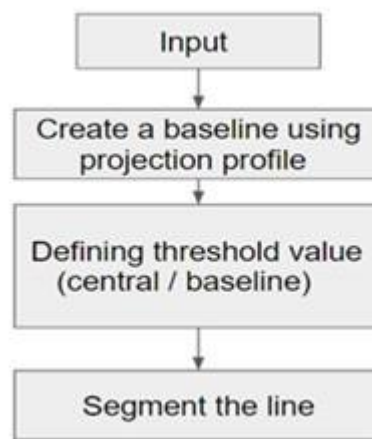 Input
Create a baseline using
projection profile
Defining threshold value
(central / baseline)
Segment the line